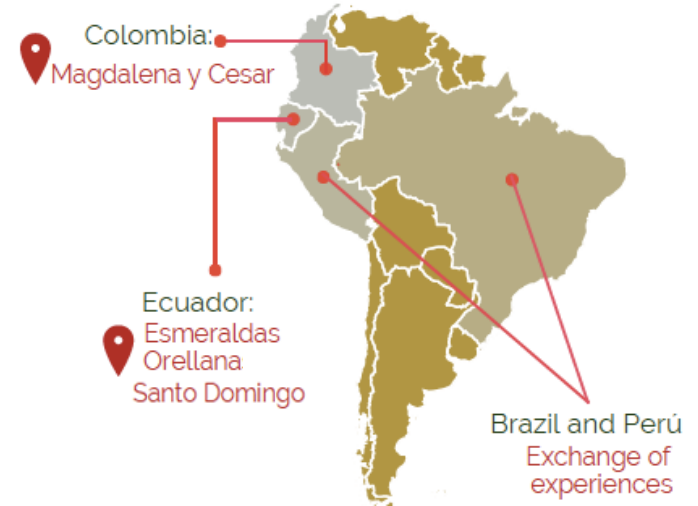 Colombia:
Magdalena y Cesar
Ecuador:
Esmeraldas
Orellana
Santo Domingo
Brazil and Perú
Exchange of
experiences